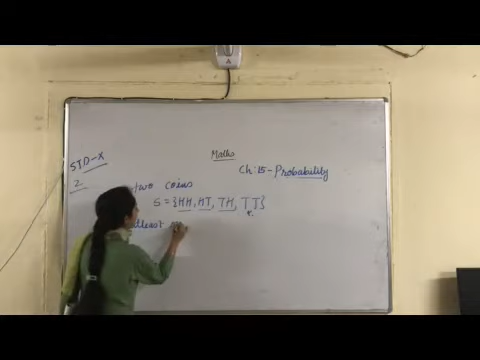 Maths
STD-X
Ch:15-Probability
2
two coins
S = {HH, HT, TH, TT}
atleast